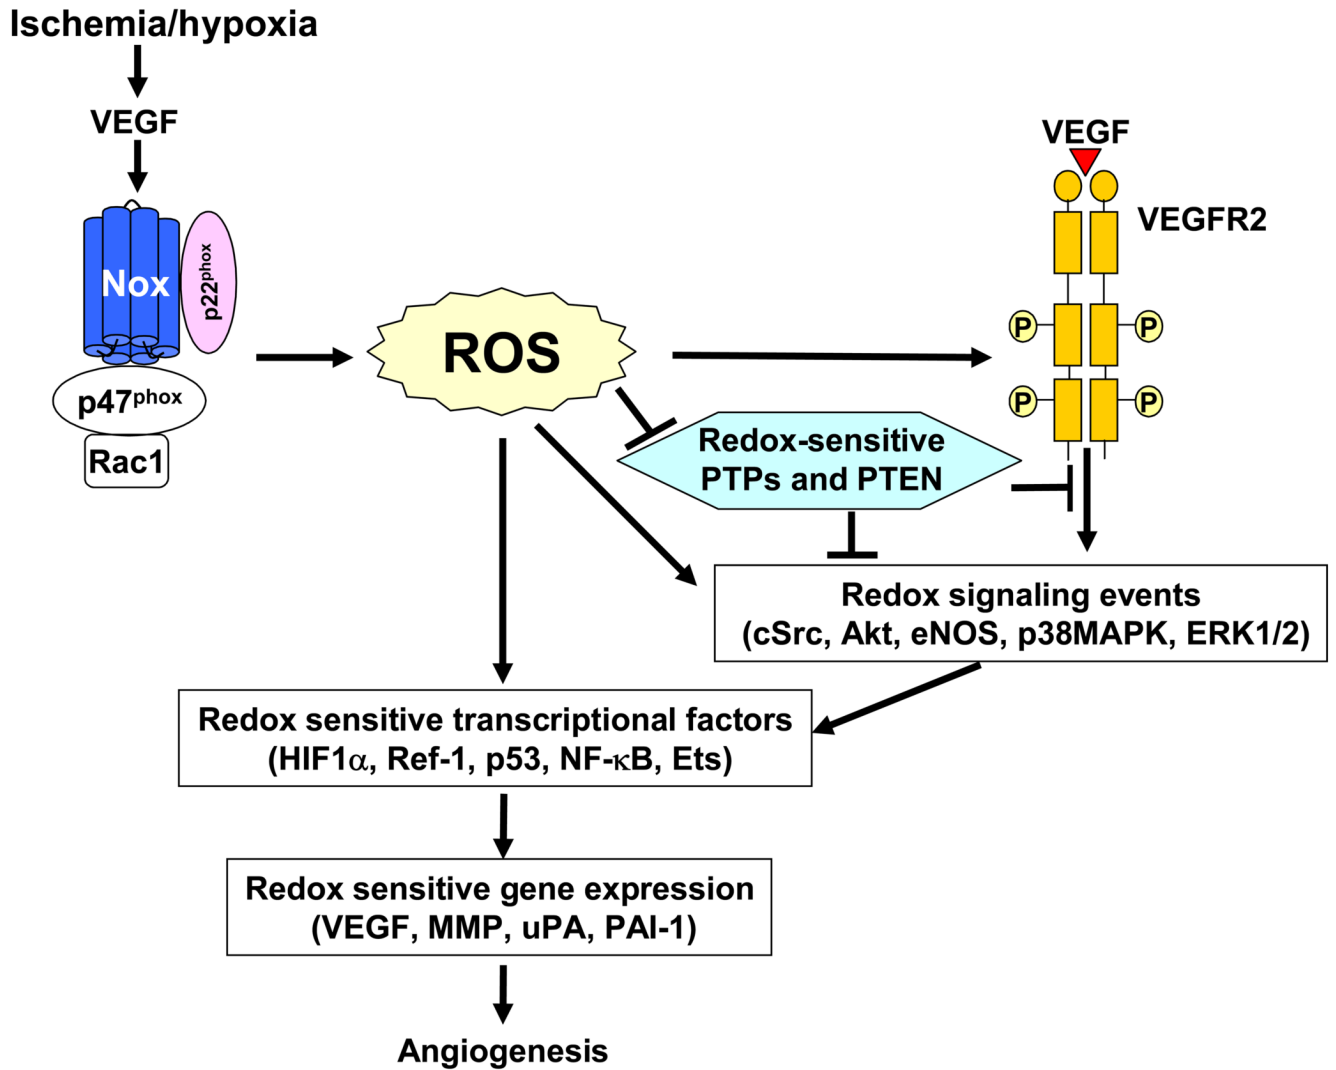 Ischemia/hypoxia
VEGF
Nox
p22phox
p47phox
Rac1
ROS
VEGF
VEGFR2
P
P
P
P
Redox-sensitive
PTPs and PTEN
Redox signaling events
(cSrc, Akt, eNOS, p38MAPK, ERK1/2)
Redox sensitive transcriptional factors
(HIF1α, Ref-1, p53, NF-κB, Ets)
Redox sensitive gene expression
(VEGF, MMP, uPA, PAI-1)
Angiogenesis